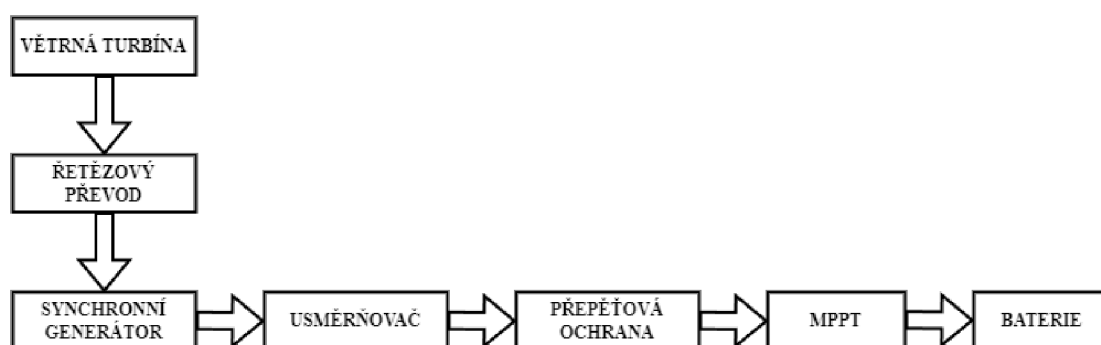 VĚTRNÁ TURBÍNA
ŘETĚZOVÝ
PŘEVOD
SYNCHRONNÍ
GENERÁTOR
USMĚRŇOVAČ
PŘEPĚŤOVÁ
OCHRANA
MPPT
BATERIE